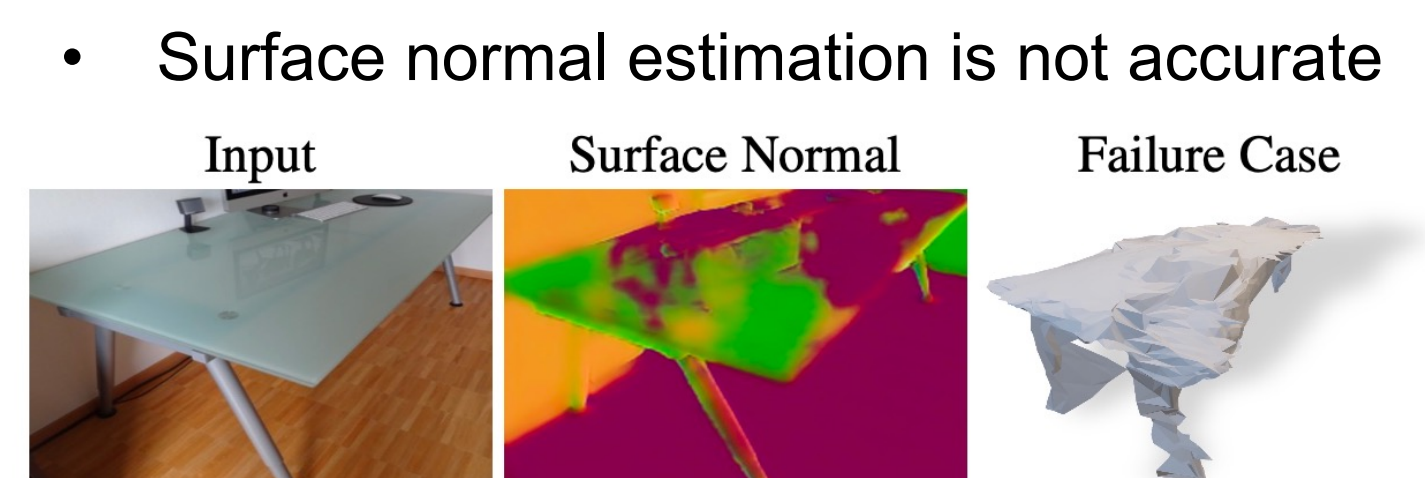 • Surface normal estimation is not accurate
Input Surface Normal Failure Case